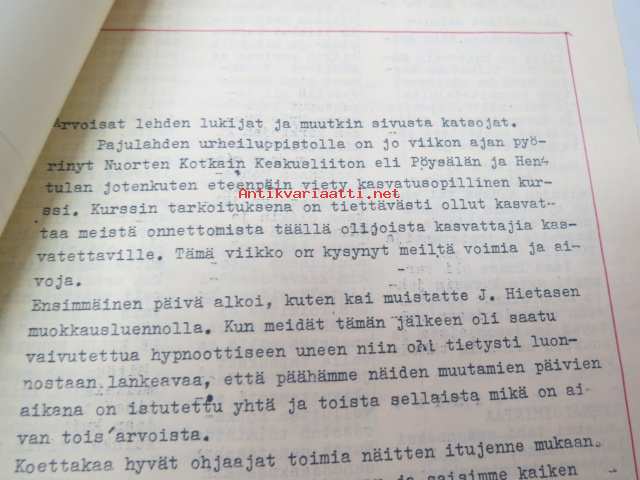 Arvoisat lehden lukijat ja muutkin sivusta katsojat.
Pajulahden urheiluppistolla on jo viikon ajan pyö-
rinyt Nuorten Kotkain Keskusliiton eli Pöysälän ja Hen-
tulan jotenkuten eteenpäin viety kasvatusopillinen kur-
Antikvariaatti.net
ssi. Kurssin tarkoituksena on tiettävästi ollut kasvat-
taa meistä onnettomista täällä olijoista kasvattajia kas-
vatettaville. Tämä viikko on kysynyt meiltä voimia ja ai-
voja.
Ensimmäinen päivä alkoi, kuten kai muistatte J. Hietasen
muokkausluennolla. Kun meidät tämän jälkeen oli saatu
vaivutettua hypnoottiseen uneen niin oli tietysti luon-
nostaan lankeavaa, että päähämme näiden muutamien päivien
aikana on istutettu yhtä ja toista sellaista mikä on ai-
van tois arvoista.
Koettakaa hyvät ohjaajat toimia näitten itujenne mukaan.
ja saisimme kaiken